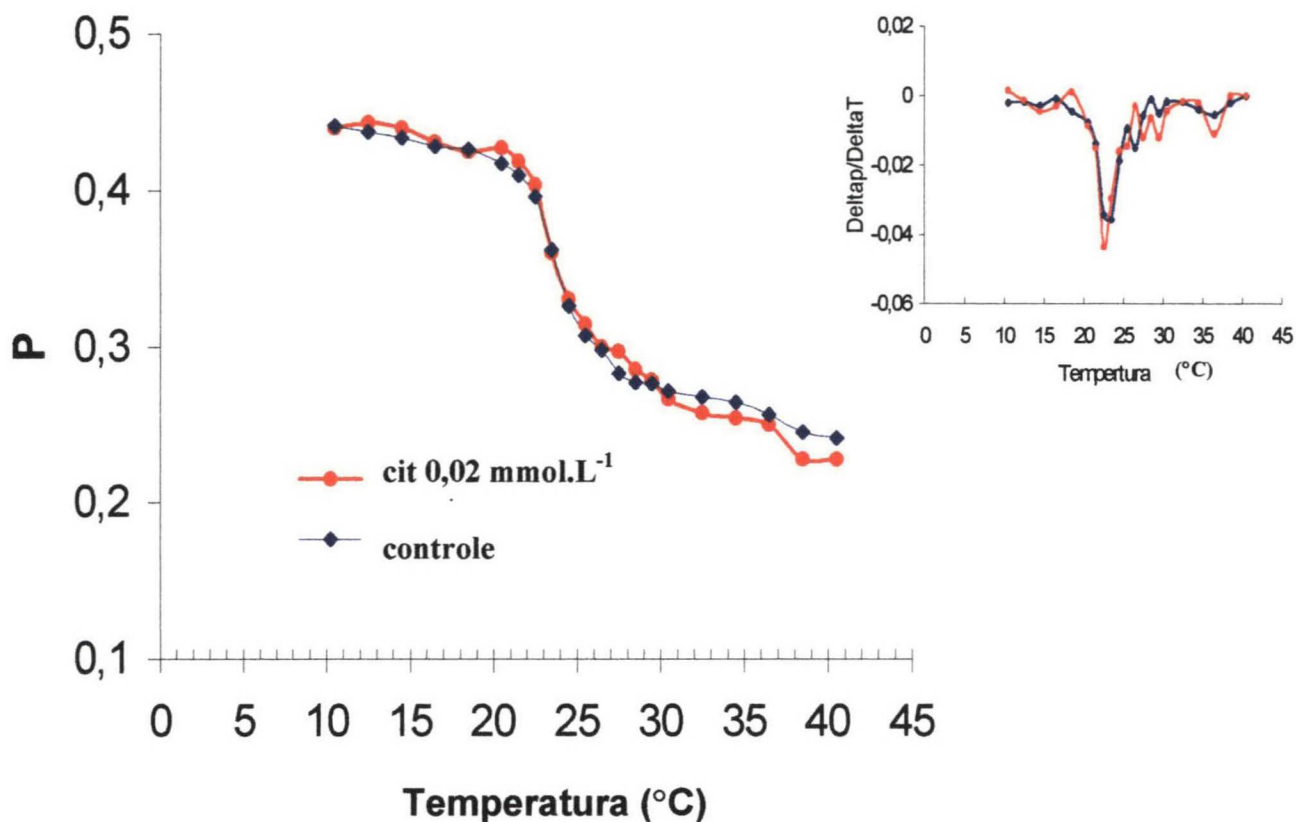 0,5
0,4
0,3
0,2
0,1
P
0 5 10 15 20 25 30 35 40 45
Temperatura (°C)
cit 0,02 mmol.L⁻¹
controle
0,02
0
-0,02
-0,04
-0,06
Deltap/DeltaT
0 5 10 15 20 25 30 35 40 45
Tempertura (°C)